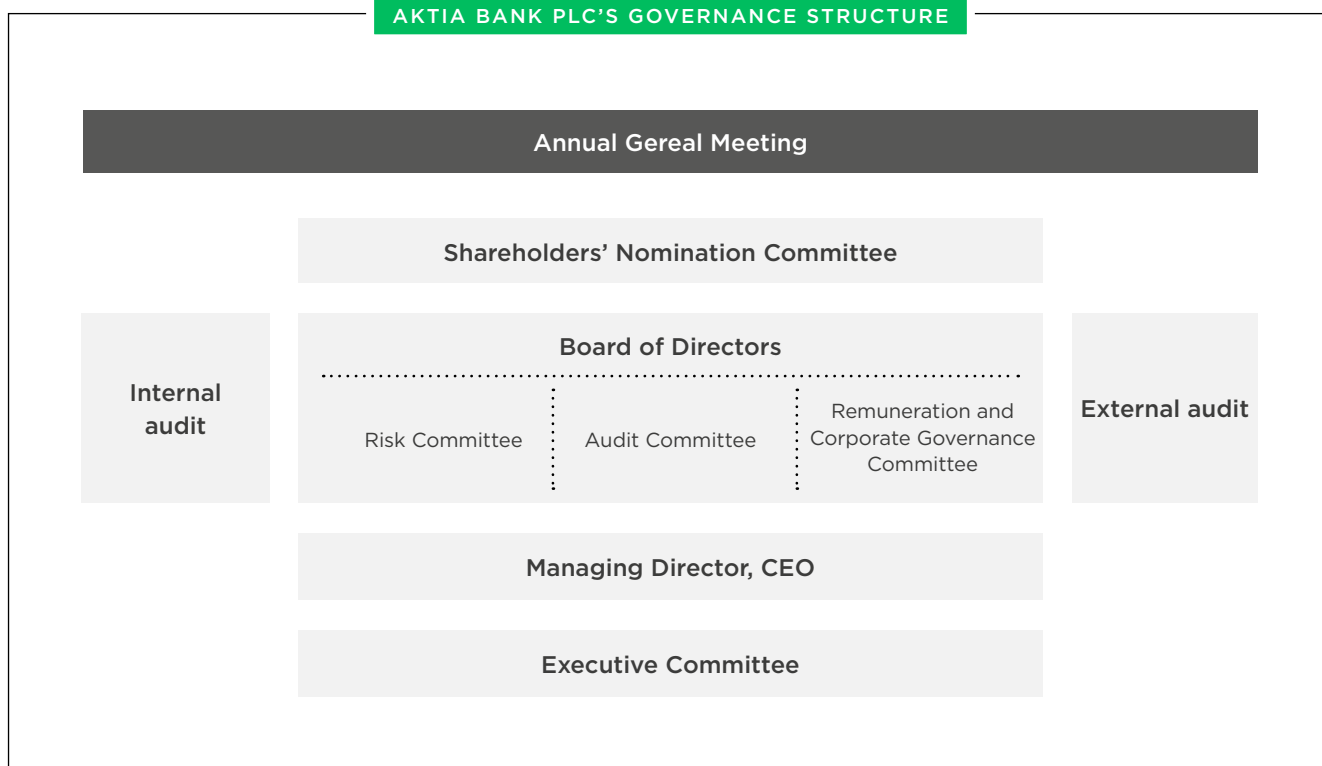 AKTIA BANK PLC'S GOVERNANCE STRUCTURE
Annual Gereal Meeting
Shareholders' Nomination Committee
Internal
audit
Board of Directors
Risk Committee
Audit Committee
Remuneration and
Corporate Governance
Committee
External audit
Managing Director, CEO
Executive Committee